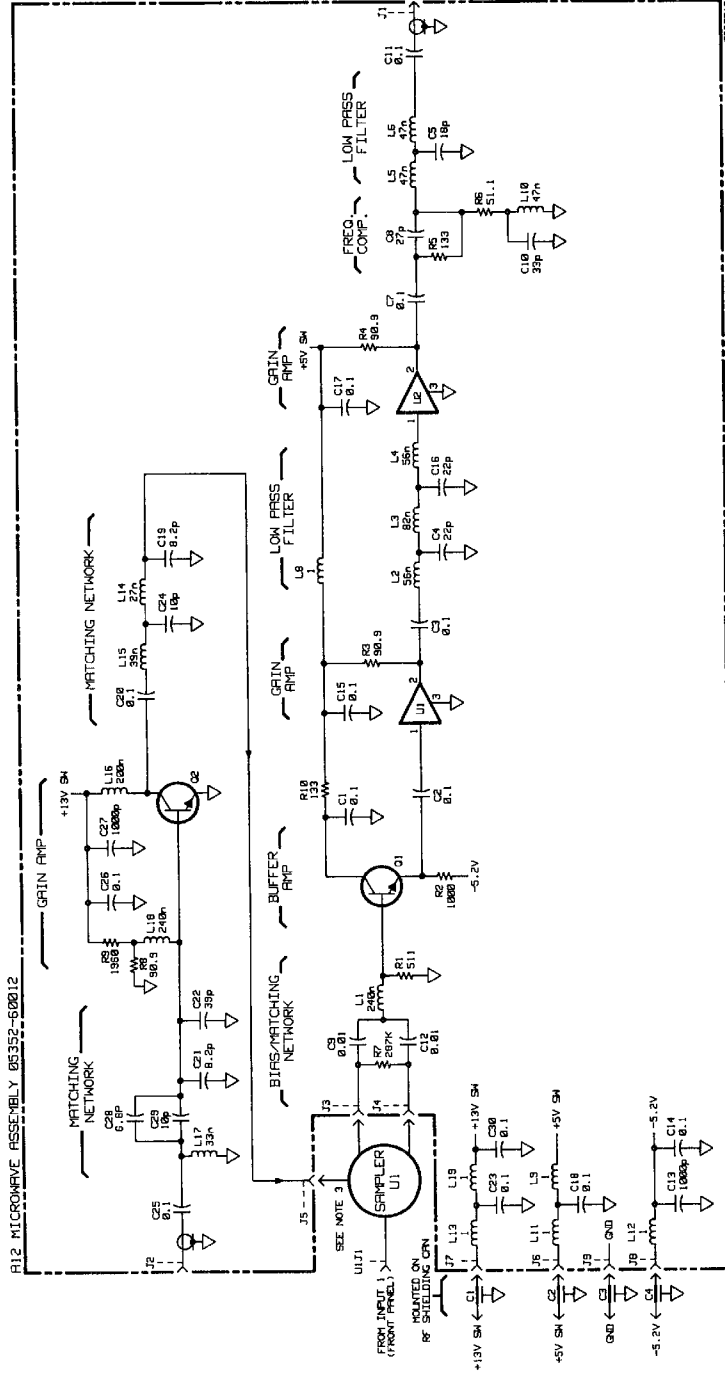 A12 MICROWAVE ASSEMBLY 05352-60012
MATCHING
NETWORK
GAIN AMP
MATCHING NETWORK
J2
C25
0.1
L17
33n
C28
6.8P
C29
10p
C21
8.2p
C22
39p
R9
1960
R8
90.9
L18
240n
C26
0.1
C27
1000p
+13V SW
L16
200n
Q2
C20
0.1
L15
39n
C24
10p
L14
27n
C19
8.2p
J5
SEE NOTE 3
SAMPLER
U1
U1J1
FROM INPUT 1
(FRONT PANEL)
J3
J4
BIAS/MATCHING
NETWORK
C9
0.01
R7
287K
C12
0.01
L1
240n
R1
511
BUFFER
AMP
Q1
R2
1000
-5.2V
C1
0.1
R10
133
C2
0.1
GAIN
AMP
C15
0.1
U1
1
2
3
R3
90.9
C3
0.1
L8
1
LOW PASS
FILTER
L2
56n
C4
22p
L3
82n
C16
22p
L4
56n
GAIN
AMP
+5V SW
C17
0.1
R4
90.9
U2
1
2
3
C7
0.1
FREQ.
COMP.
C8
27p
R5
133
R6
51.1
C10
33p
L10
47n
LOW PASS
FILTER
L5
47n
L6
47n
C5
18p
C11
0.1
J1
MOUNTED ON
RF SHIELDING CAN
+13V SW
C1
J7
L13
1
C23
0.1
L19
1
C30
0.1
+13V SW
+5V SW
C2
J6
L11
1
C18
0.1
L9
1
+5V SW
GND
C3
J9
GND
-5.2V
C4
J8
L12
1
C13
1000p
C14
0.1
-5.2V